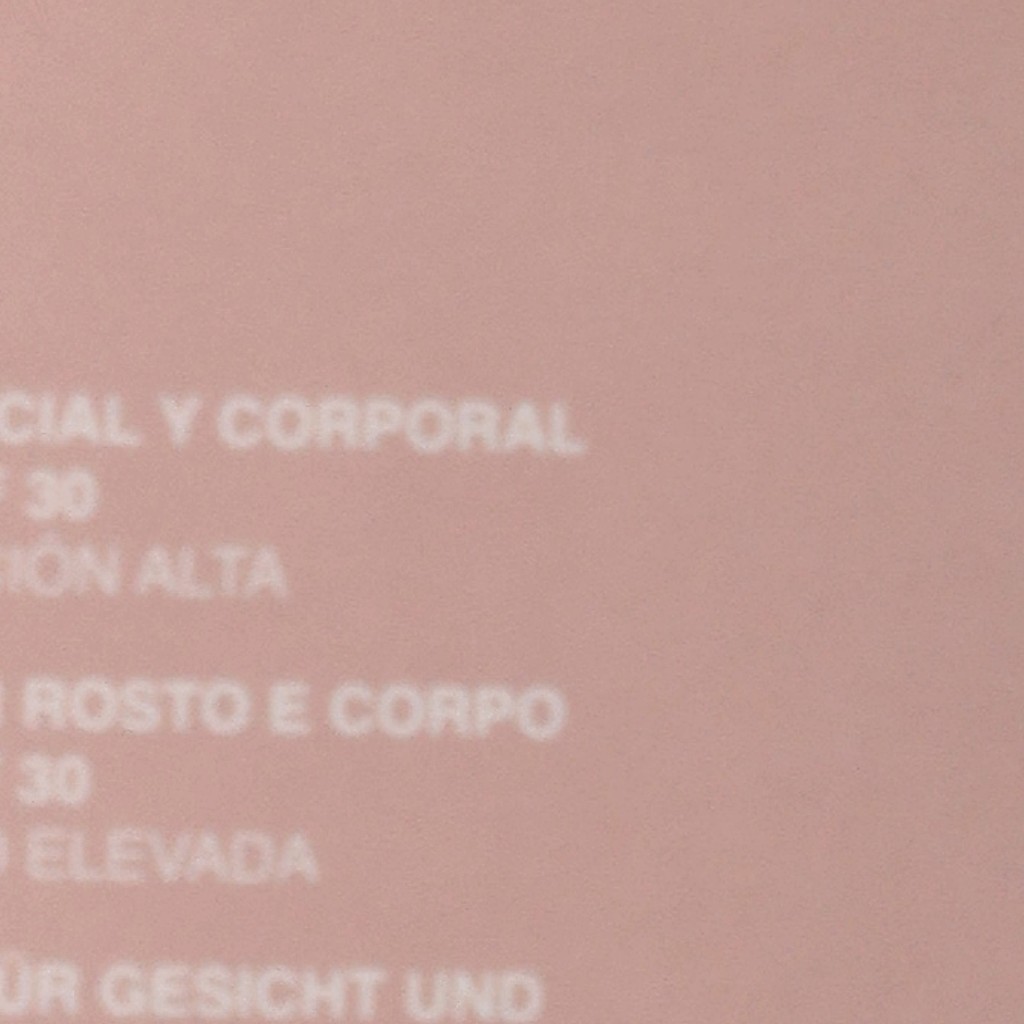 CIAL Y CORPORAL
30
IÓN ALTA
ROSTO E CORPO
30
ELEVADA
ÜR GESICHT UND